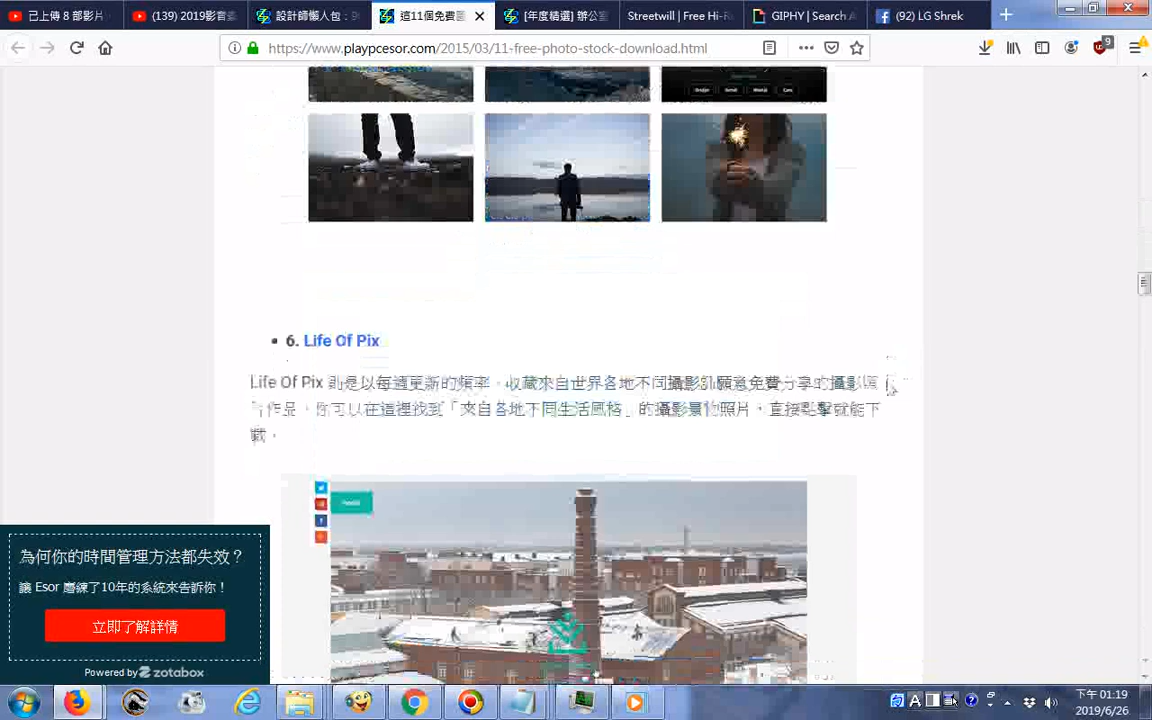 己上傳 8 部影片
(139) 2019影音
設計師懶人包：
這11個免費
[年度精選] 辦公
Streetwill | Free Hi-R
GIPHY | Search
(92) LG Shrek
https://www.playpcesor.com/2015/03/11-free-photo-stock-download.html
9
6. Life Of Pix
Life Of Pix 則是以每週更新的頻率，收藏來自世界各地不同攝影師願意免費分享的攝影
作品，你可以在這裡找到「來自各地不同生活風格」的攝影景物照片，直接點擊就能下
載。
為何你的時間管理方法都失效？
讓 Esor 磨練了10年的系統來告訴你！
立即了解詳情
Powered by zotabox
下午 01:19
2019/6/26